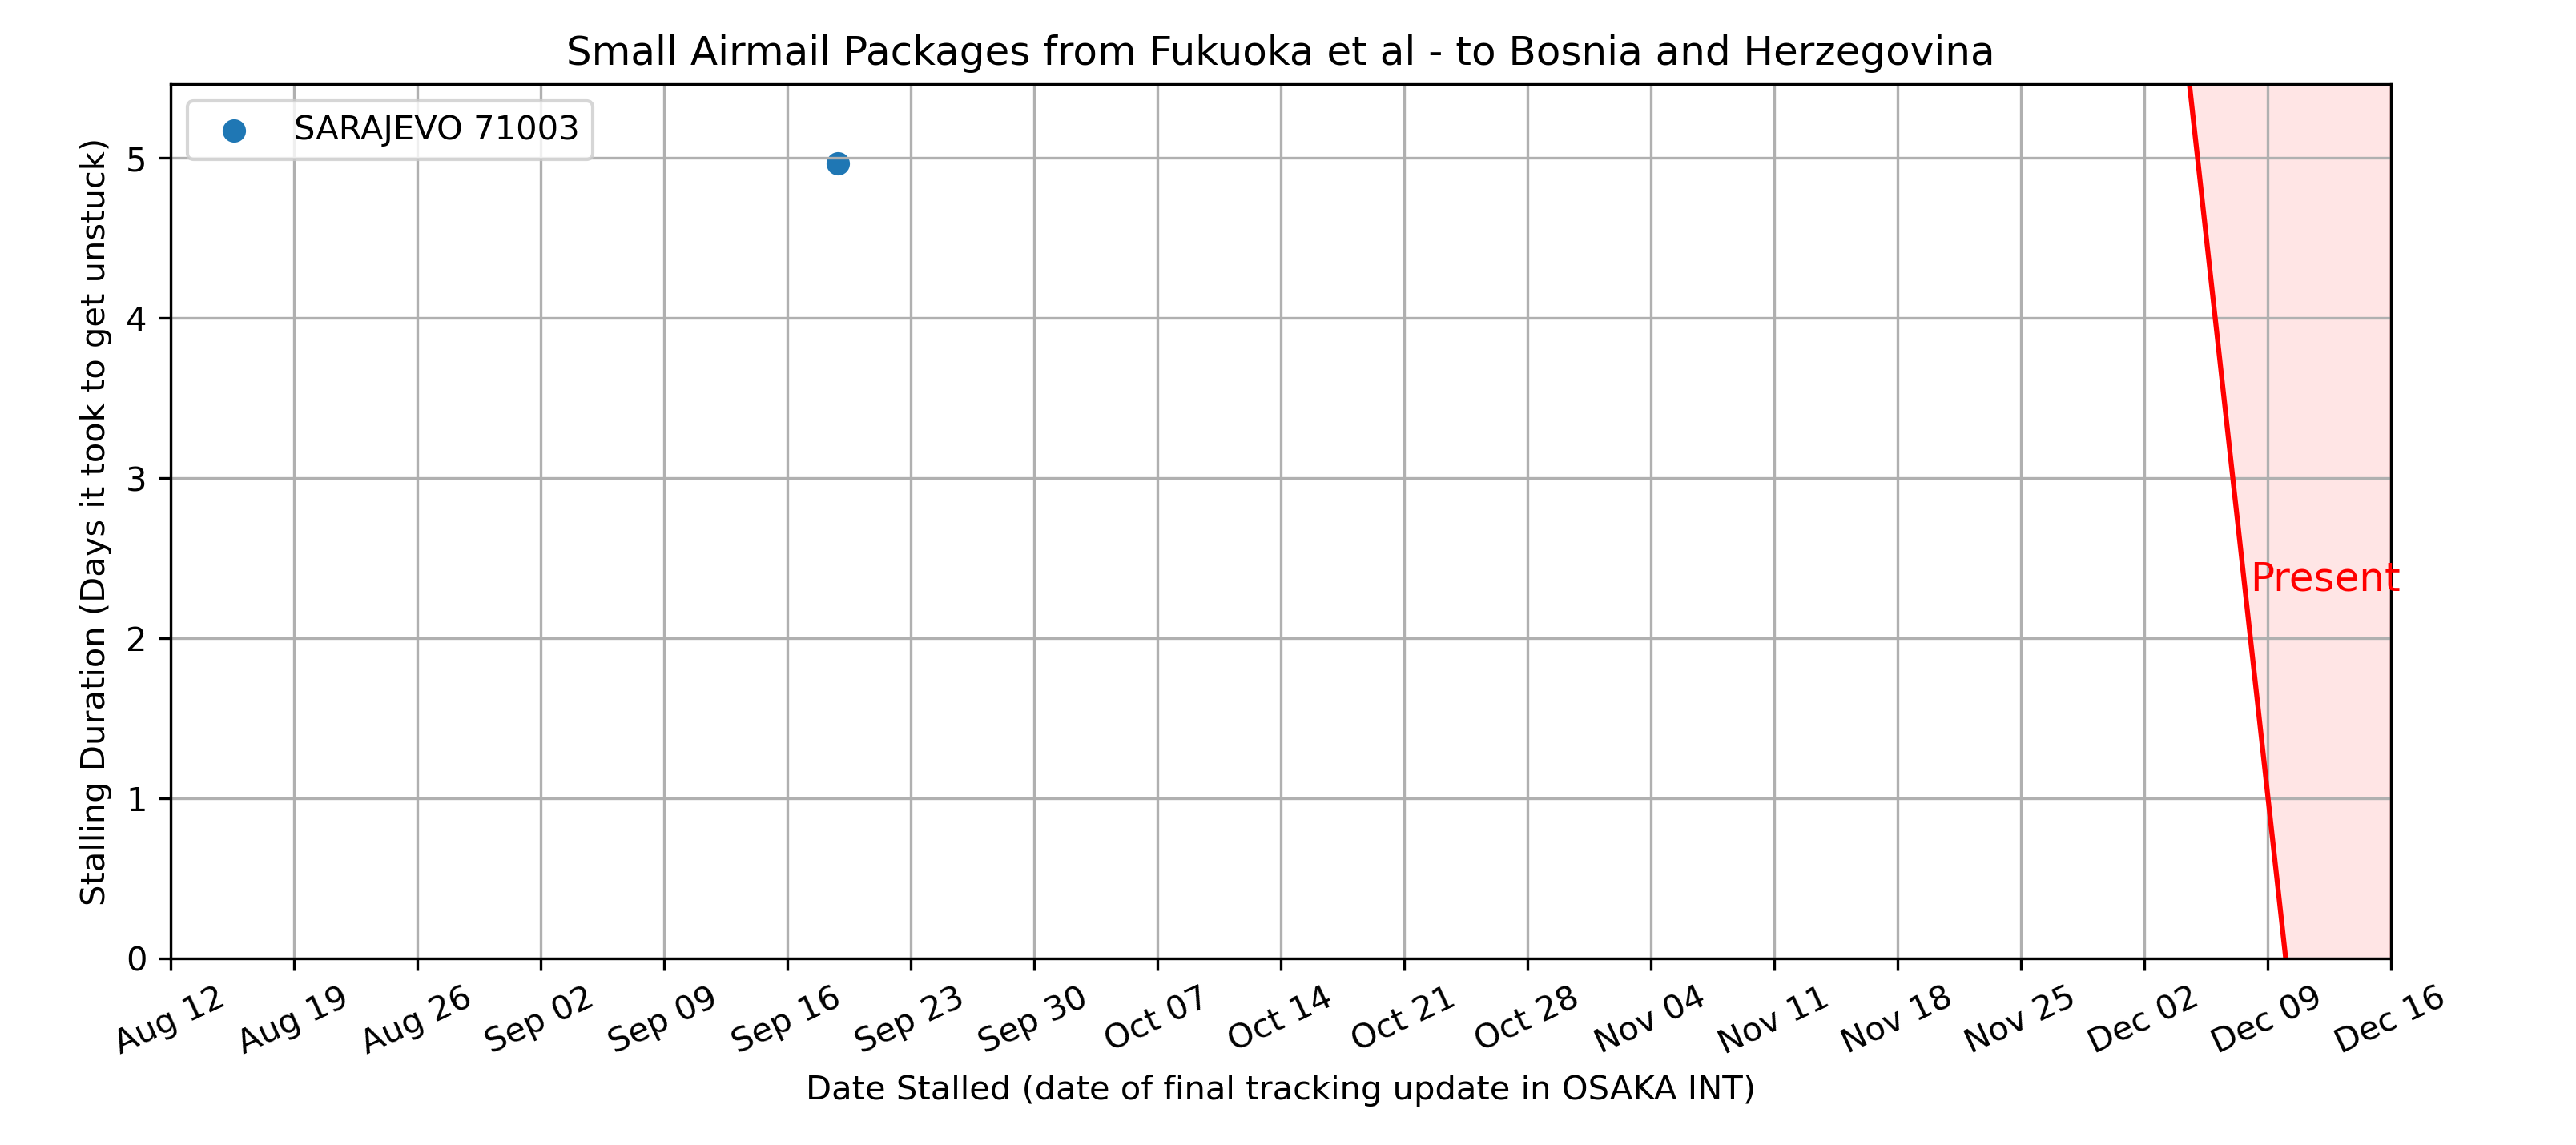 Small Airmail Packages from Fukuoka et al - to Bosnia and Herzegovina
SARAJEVO 71003
Stalling Duration (Days it took to get unstuck)
5
4
3
2
1
0
Present
Aug 12
Aug 19
Aug 26
Sep 02
Sep 09
Sep 16
Sep 23
Sep 30
Oct 07
Oct 14
Oct 21
Oct 28
Nov 04
Nov 11
Nov 18
Nov 25
Dec 02
Dec 09
Dec 16
Date Stalled (date of final tracking update in OSAKA INT)